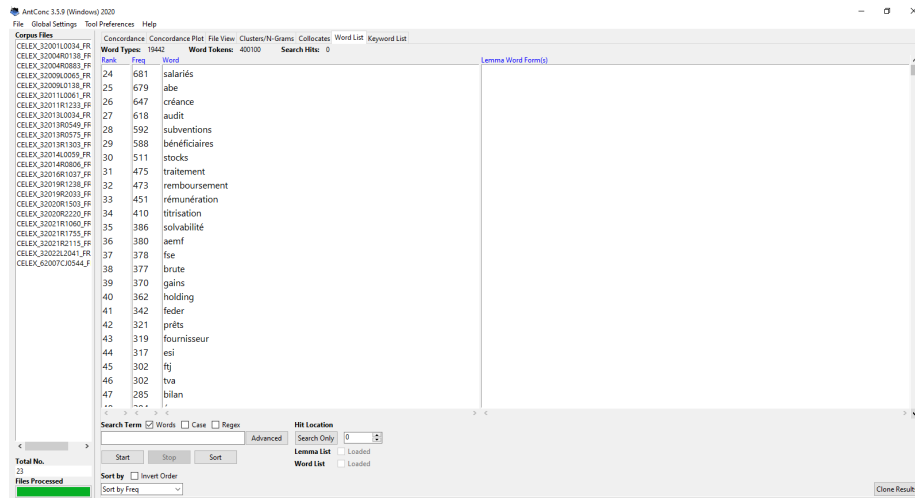 AntConc 3.5.9 (Windows) 2020
File Global Settings Tool Preferences Help
Corpus Files
CELEX_32001L0034_FR
CELEX_32004R0138_FR
CELEX_32004R0883_FR
CELEX_32009L0065_FR
CELEX_32009L0138_FR
CELEX_32011L0061_FR
CELEX_32011R1233_FR
CELEX_32013L0034_FR
CELEX_32013R0549_FR
CELEX_32013R0575_FR
CELEX_32013R1303_FR
CELEX_32014L0059_FR
CELEX_32014R0806_FR
CELEX_32016R1037_FF
CELEX_32019R1238_FR
CELEX_32019R2033_FR
CELEX_32020R1503_FR
CELEX_32020R2220_FF
CELEX_32021R1060_FF
CELEX_32021R1755_FF
CELEX_32021R2115_FF
CELEX_32022L2041_FR
CELEX_62007CJ0544_F
Total No.
23
Files Processed
Concordance Concordance Plot File View Clusters/N-Grams Collocates Word List Keyword List
Word Types: 19442 Word Tokens: 400100 Search Hits: 0
Rank Freq Word Lemma Word Form(s)
24 681 salariés
25 679 abe
26 647 créance
27 618 audit
28 592 subventions
29 588 bénéficiaires
30 511 stocks
31 475 traitement
32 473 remboursement
33 451 rémunération
34 410 titrisation
35 386 solvabilité
36 380 aemf
37 378 fse
38 377 brute
39 370 gains
40 362 holding
41 342 feder
42 321 prêts
43 319 fournisseur
44 317 esi
45 302 ftj
46 302 tva
47 285 bilan
Search Term Words Case Regex Hit Location
Advanced Search Only 0
Start Stop Sort Lemma List Loaded
Word List Loaded
Sort by Invert Order
Sort by Freq Clone Result